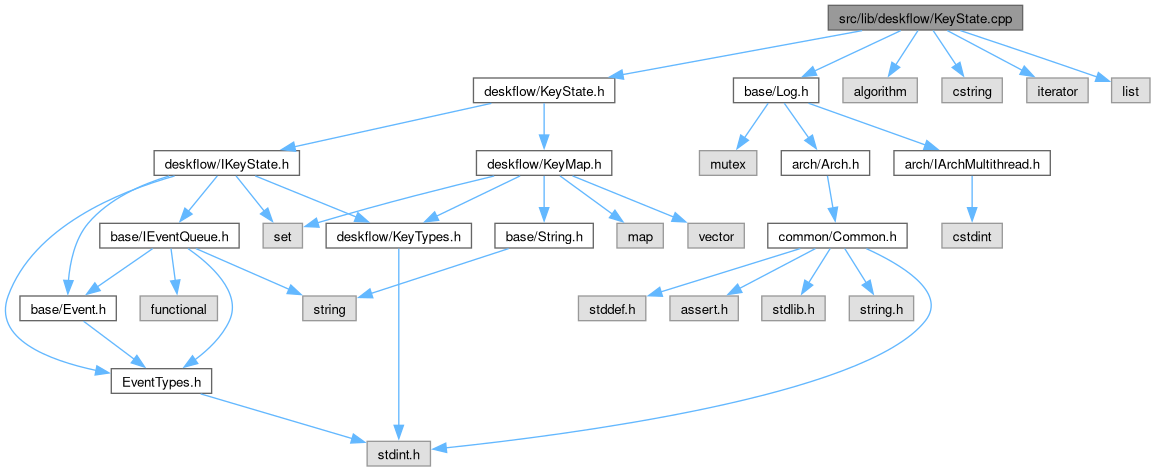 src/lib/deskflow/KeyState.cpp
deskflow/KeyState.h
base/Log.h
algorithm
cstring
iterator
list
deskflow/IKeyState.h
deskflow/KeyMap.h
mutex
arch/Arch.h
arch/IArchMultithread.h
base/IEventQueue.h
set
deskflow/KeyTypes.h
base/String.h
map
vector
common/Common.h
cstdint
base/Event.h
functional
string
stddef.h
assert.h
stdlib.h
string.h
EventTypes.h
stdint.h